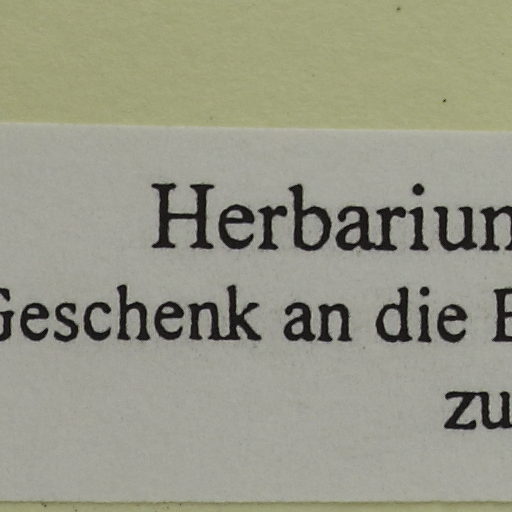 Herbariu
Geschenk an die
zu